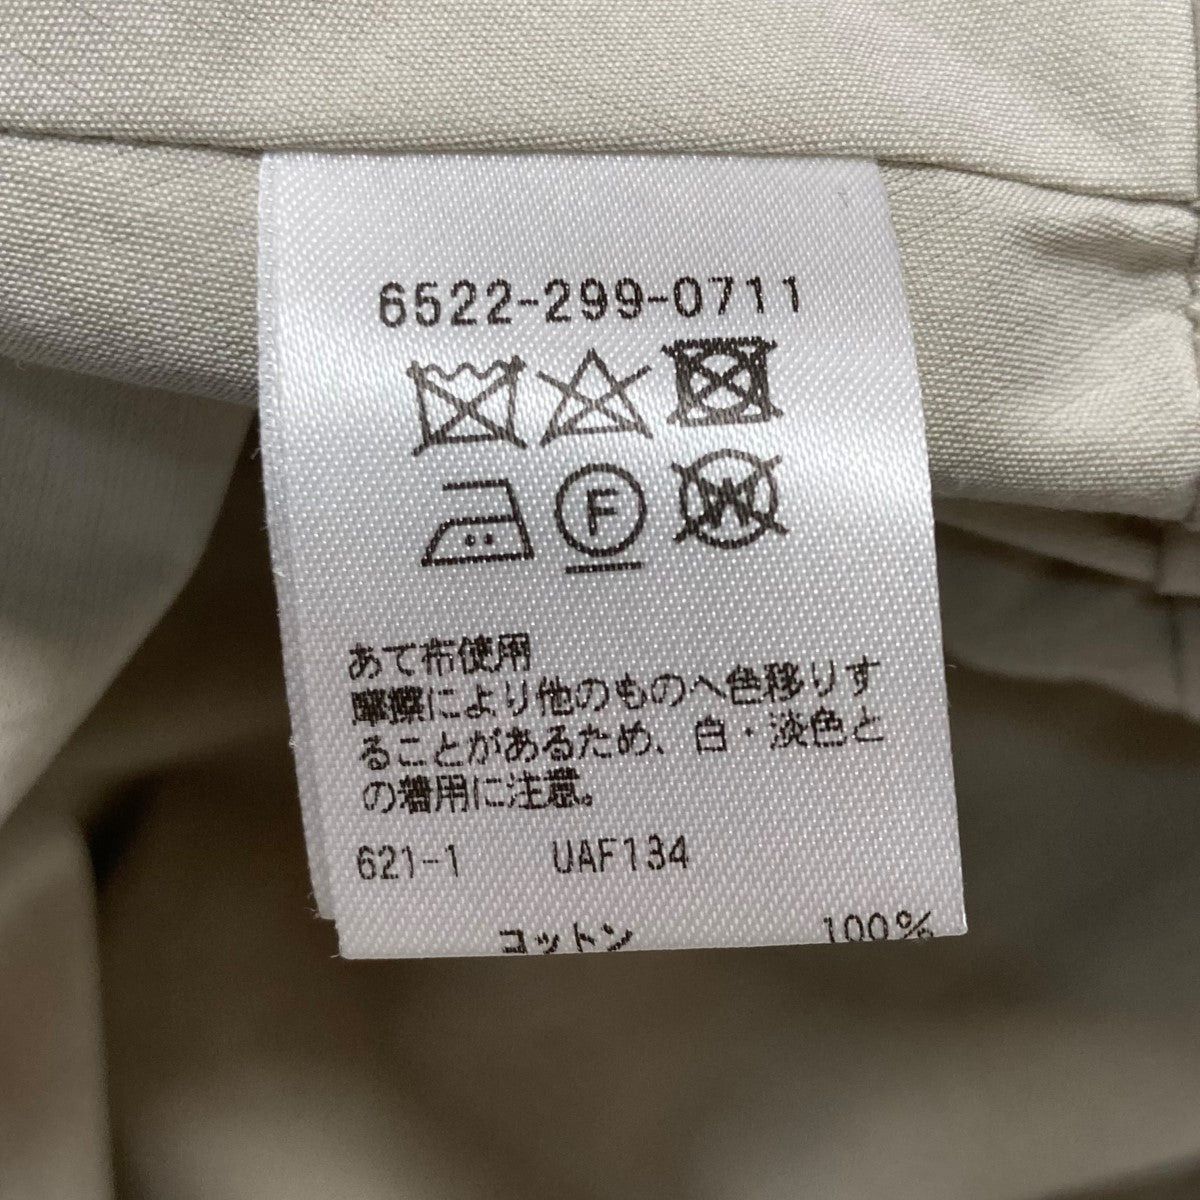 6522-299-0711
F
W
あて布使用
摩擦により他のものへ色移りす
ることがあるため、白・淡色と
の着用に注意。
621-1 UAF134
コットン 100%